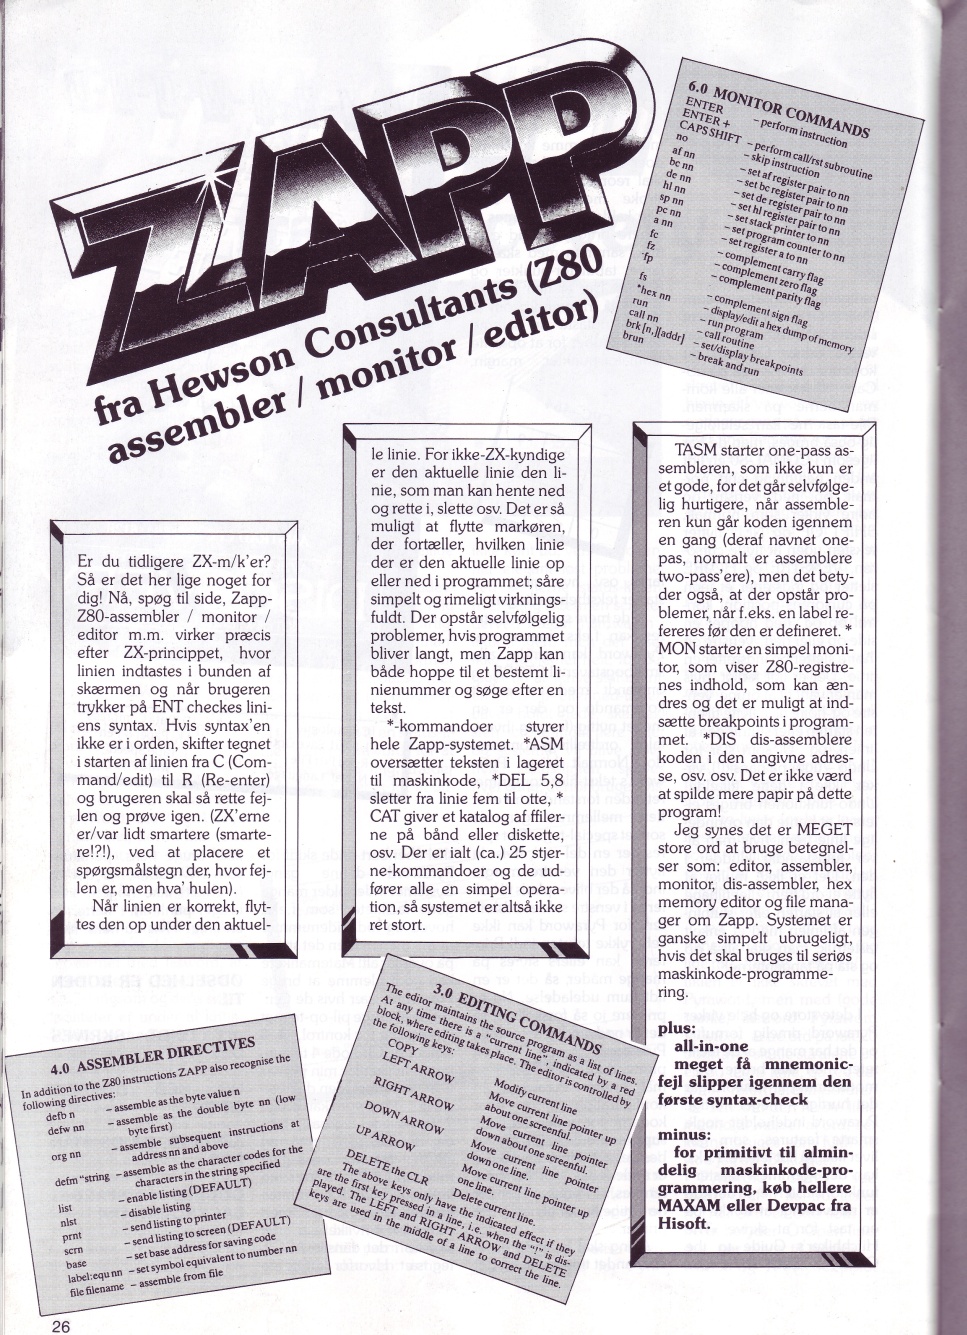 ZAPP
fra Hewson Consultants (Z80
assembler / monitor / editor)
6.0 MONITOR COMMANDS
ENTER – perform instruction
ENTER +
CAPS SHIFT – perform call/rst subroutine
no – skip instruction
af nn – set af register pair to nn
bc nn – set bc register pair to nn
de nn – set de register pair to nn
hl nn – set hl register pair to nn
sp nn – set stack printer to nn
pc nn – set program counter to nn
a nn – set register a to nn
fc – complement carry flag
fz – complement zero flag
fp – complement parity flag
fs – complement sign flag
*hex nn – display/edit a hex dump of memory
run – run program
call nn – call routine
brk [n,][addr] – set/display breakpoints
brun – break and run
Er du tidligere ZX-m/k'er?
Så er det her lige noget for
dig! Nå, spøg til side, Zapp-
Z80-assembler / monitor /
editor m.m. virker præcis
efter ZX-princippet, hvor
linien indtastes i bunden af
skærmen og når brugeren
trykker på ENT checkes lini-
ens syntax. Hvis syntax'en
ikke er i orden, skifter tegnet
i starten af linien fra C (Com-
mand/edit) til R (Re-enter)
og brugeren skal så rette fej-
len og prøve igen. (ZX'erne
er/var lidt smartere (smarte-
re!?!), ved at placere et
spørgsmålstegn der, hvor fej-
len er, men hva' hulen).
Når linien er korrekt, flyt-
tes den op under den aktuel-
le linie. For ikke-ZX-kyndige
er den aktuelle linie den li-
nie, som man kan hente ned
og rette i, slette osv. Det er så
muligt at flytte markøren,
der fortæller, hvilken linie
der er den aktuelle linie op
eller ned i programmet; såre
simpelt og rimeligt virknings-
fuldt. Der opstår selvfølgelig
problemer, hvis programmet
bliver langt, men Zapp kan
både hoppe til et bestemt li-
nienummer og søge efter en
tekst.
*-kommandoer styrer
hele Zapp-systemet. *ASM
oversætter teksten i lageret
til maskinkode, *DEL 5,8
sletter fra linie fem til otte, *
CAT giver et katalog af ffiler-
ne på bånd eller diskette,
osv. Der er ialt (ca.) 25 stjer-
ne-kommandoer og de ud-
fører alle en simpel opera-
tion, så systemet er altså ikke
ret stort.
TASM starter one-pass as-
sembleren, som ikke kun er
et gode, for det går selvfølge-
lig hurtigere, når assemble-
ren kun går koden igennem
en gang (deraf navnet one-
pas, normalt er assemblere
two-pass'ere), men det bety-
der også, at der opstår pro-
blemer, når f.eks. en label re-
fereres før den er defineret. *
MON starter en simpel moni-
tor, som viser Z80-registre-
nes indhold, som kan æn-
dres og det er muligt at ind-
sætte breakpoints i program-
met. *DIS dis-assemblere
koden i den angivne adres-
se, osv. osv. Det er ikke værd
at spilde mere papir på dette
program!
Jeg synes det er MEGET
store ord at bruge betegnel-
ser som: editor, assembler,
monitor, dis-assembler, hex
memory editor og file mana-
ger om Zapp. Systemet er
ganske simpelt ubrugeligt,
hvis det skal bruges til seriøs
maskinkode-programme-
ring.
plus:
all-in-one
meget få mnemonic-
fejl slipper igennem den
første syntax-check
minus:
for primitivt til almin-
delig maskinkode-pro-
grammering, køb hellere
MAXAM eller Devpac fra
Hisoft.
4.0 ASSEMBLER DIRECTIVES
In addition to the Z80 instructions ZAPP also recognise the
following directives:
defb n – assemble as the byte value n
defw nn – assemble as the double byte nn (low
byte first)
org nn – assemble subsequent instructions at
address nn and above
defm "string – assemble as the character codes for the
characters in the string specified
list – enable listing (DEFAULT)
nlst – disable listing
prnt – send listing to printer
scrn – send listing to screen (DEFAULT)
base – set base address for saving code
label:equ nn – set symbol equivalent to number nn
file filename – assemble from file
3.0 EDITING COMMANDS
The editor maintains the source program as a list of lines.
At any time there is a "current line", indicated by a red
block, where editing takes place. The editor is controlled by
the following keys:
COPY Modify current line
LEFT ARROW Move current line pointer up
about one screenful.
RIGHT ARROW Move current line pointer
down about one screenful.
DOWN ARROW Move current line pointer
down one line.
UP ARROW Move current line pointer up
one line.
DELETE the CLR Delete current line.
The above keys only have the indicated effect if they
are the first key pressed in a line, i.e. when the "!" is dis-
played. The LEFT and RIGHT ARROW and DELETE
keys are used in the middle of a line to correct the line.
26